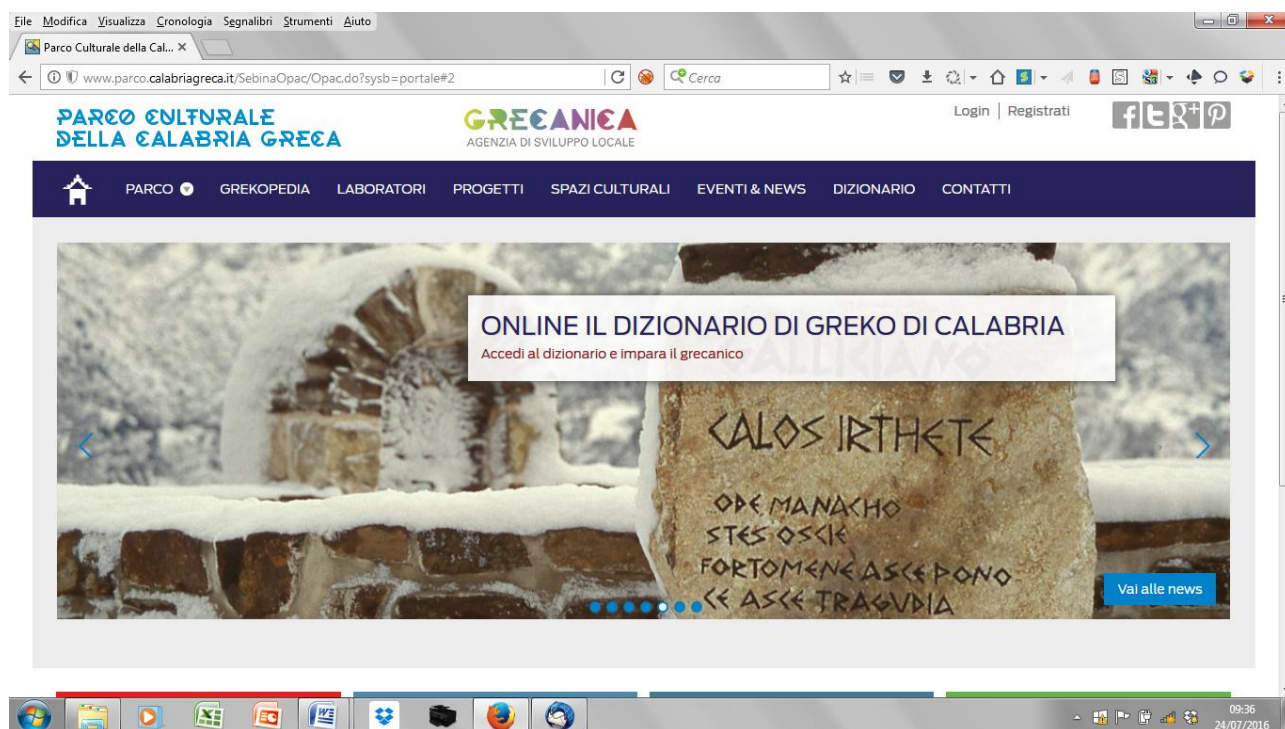 File Modifica Visualizza Cronologia Segnalibri Strumenti Aiuto
Parco Culturale della Cal... ×
www.parco.calabriagreca.it/SebinaOpac/Opac.do?sysb=portale#2
Cerca
PARCO CULTURALE
DELLA CALABRIA GRECA
GRECANICA
AGENZIA DI SVILUPPO LOCALE
Login | Registrati
PARCO GREKOPEDIA LABORATORI PROGETTI SPAZI CULTURALI EVENTI & NEWS DIZIONARIO CONTATTI
ONLINE IL DIZIONARIO DI GREKO DI CALABRIA
Accedi al dizionario e impara il grecanico
GALLICIANO
CALOS IRTHETE
ODE MANACHO
STES OSCIE
FORTOMENE ASCE PONO
CE ASCE TRAGUDIA
Vai alle news
09:36
24/07/2016